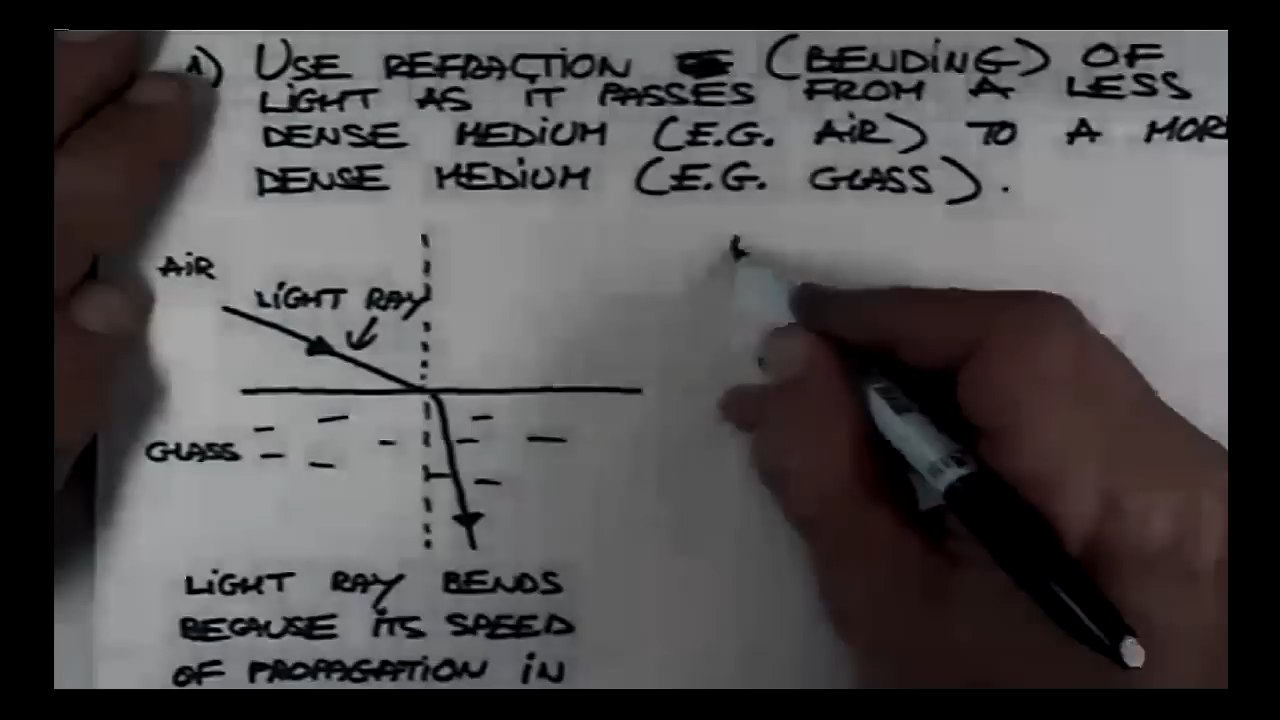 1) USE REFRACTION (BENDING) OF
LIGHT AS IT PASSES FROM A LESS
DENSE MEDIUM (E.G. AIR) TO A MOR
DENSE MEDIUM (E.G. GLASS).
AIR
LIGHT RAY
GLASS
LIGHT RAY BENDS
BECAUSE ITS SPEED
OF PROPAGATION IN